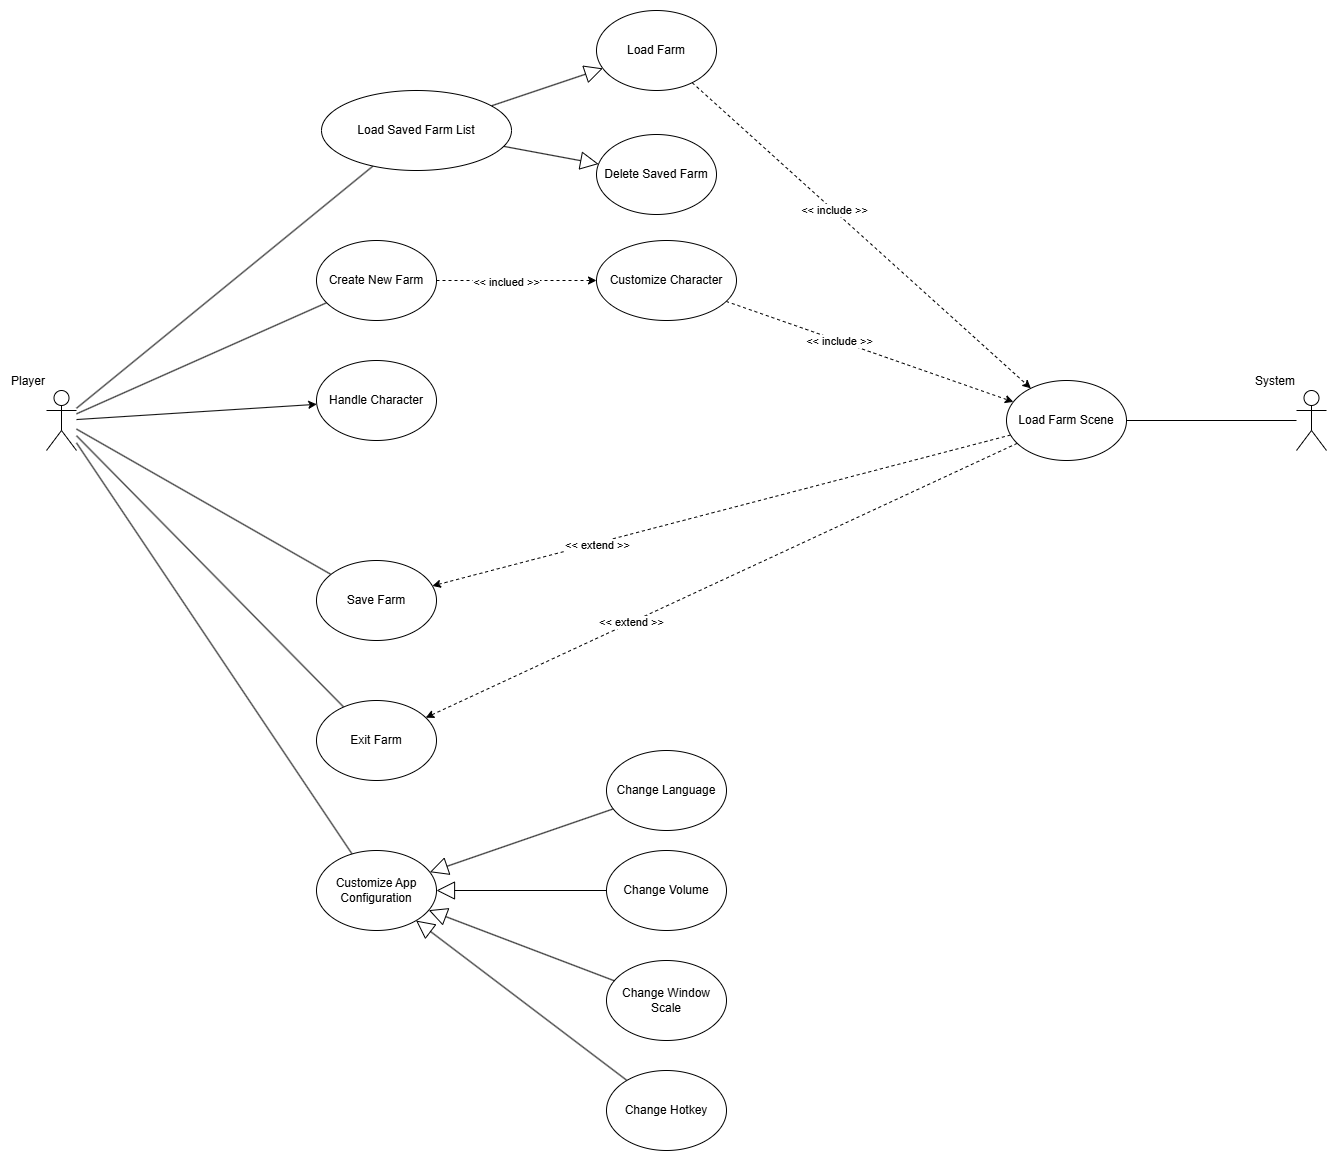 Load Farm
Load Saved Farm List
Delete Saved Farm
<< include >>
Create New Farm
<< inclued >>
Customize Character
<< include >>
Player
System
Handle Character
Load Farm Scene
<< extend >>
Save Farm
<< extend >>
Exit Farm
Change Language
Customize App
Configuration
Change Volume
Change Window
Scale
Change Hotkey